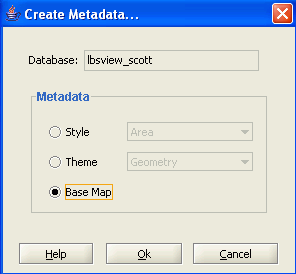 Create Metadata...
Database: lbsview_scott
Metadata
Style Area
Theme Geometry
Base Map
Help Ok Cancel